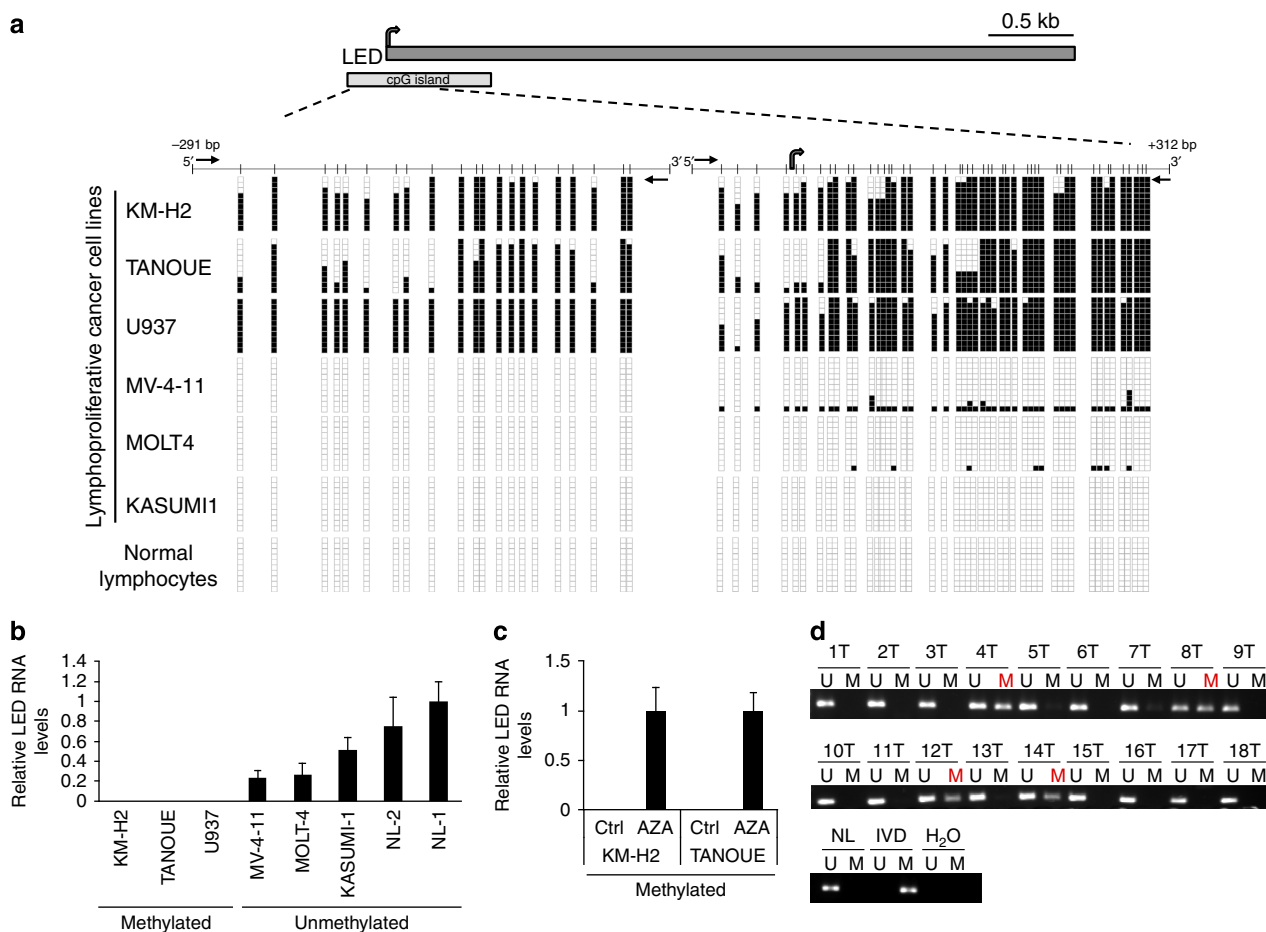 a
0.5 kb
LED
cpG island
–291 bp
+312 bp
5′
3′
5′
3′
Lymphoproliferative cancer cell lines
KM-H2
TANOUE
U937
MV-4-11
MOLT4
KASUMI1
Normal
lymphocytes
b
Relative LED RNA
levels
1.4
1.2
1
0.8
0.6
0.4
0.2
0
KM-H2
TANOUE
U937
MV-4-11
MOLT-4
KASUMI-1
NL-2
NL-1
Methylated
Unmethylated
c
Relative LED RNA
levels
1.5
1
0.5
0
Ctrl AZA Ctrl AZA
KM-H2 TANOUE
Methylated
d
1T 2T 3T 4T 5T 6T 7T 8T 9T
U M U M U M U M U M U M U M U M U M
10T 11T 12T 13T 14T 15T 16T 17T 18T
U M U M U M U M U M U M U M U M U M
NL IVD H2O
U M U M U M